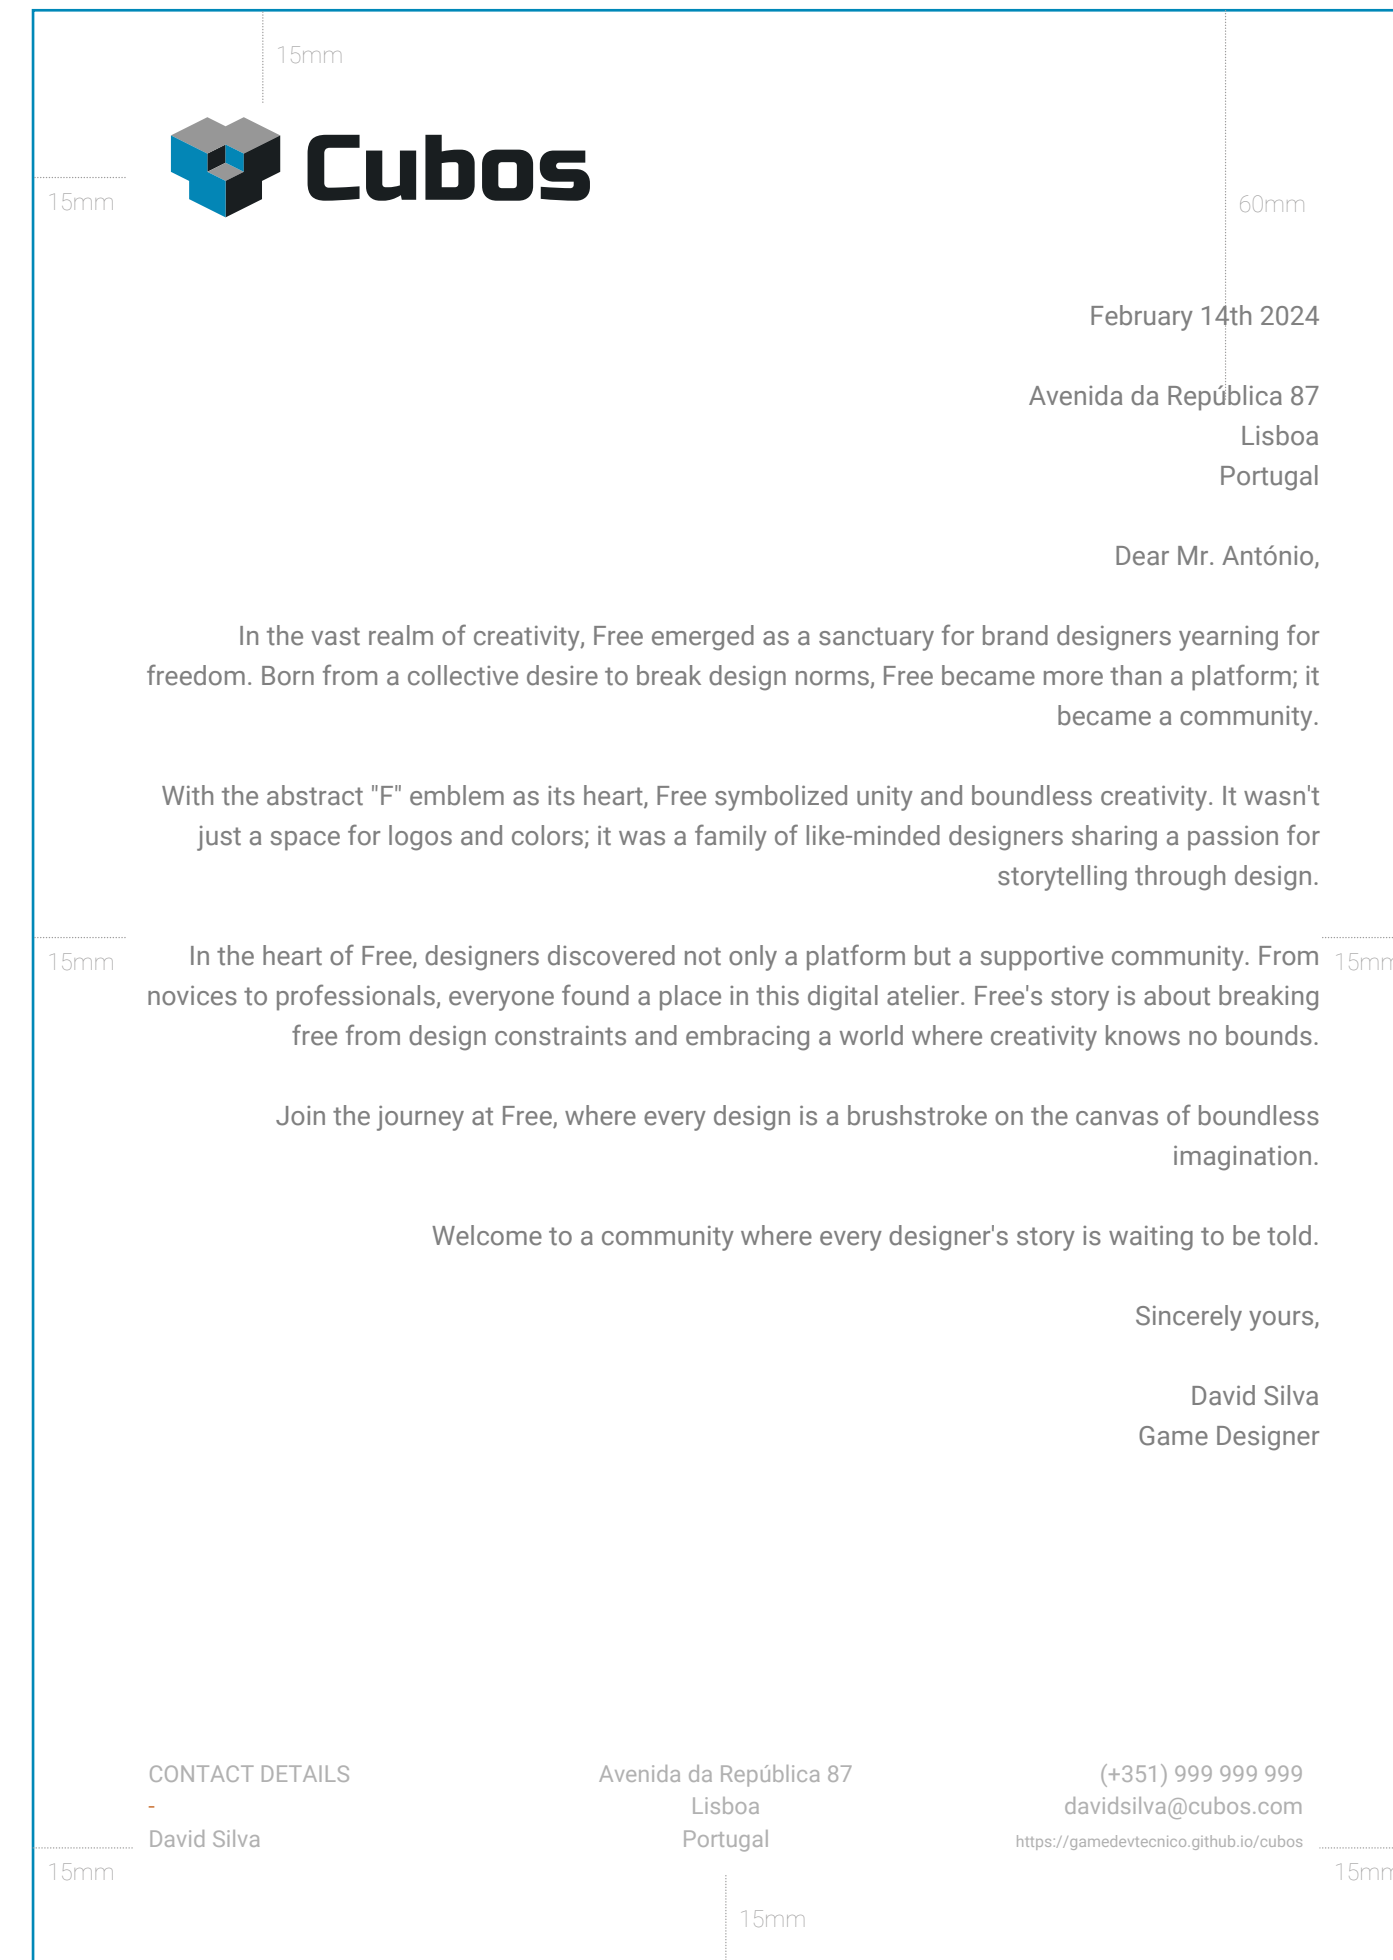 15mm
Cubos
15mm
60mm
February 14th 2024
Avenida da República 87
Lisboa
Portugal
Dear Mr. António,
In the vast realm of creativity, Free emerged as a sanctuary for brand designers yearning for
freedom. Born from a collective desire to break design norms, Free became more than a platform; it
became a community.
With the abstract "F" emblem as its heart, Free symbolized unity and boundless creativity. It wasn't
just a space for logos and colors; it was a family of like-minded designers sharing a passion for
storytelling through design.
15mm
In the heart of Free, designers discovered not only a platform but a supportive community. From
15mm
novices to professionals, everyone found a place in this digital atelier. Free's story is about breaking
free from design constraints and embracing a world where creativity knows no bounds.
Join the journey at Free, where every design is a brushstroke on the canvas of boundless
imagination.
Welcome to a community where every designer's story is waiting to be told.
Sincerely yours,
David Silva
Game Designer
CONTACT DETAILS
-
David Silva
Avenida da República 87
Lisboa
Portugal
(+351) 999 999 999
davidsilva@cubos.com
https://gamedevtecnico.github.io/cubos
15mm
15mm
15mm